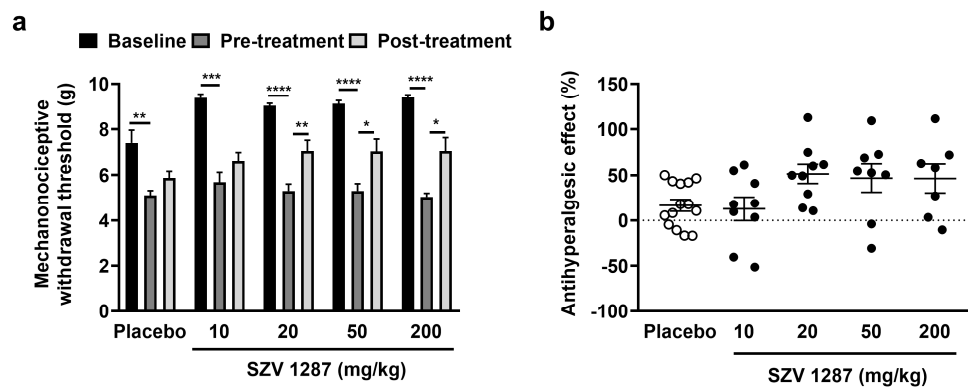 a
Baseline Pre-treatment Post-treatment
Mechanonociceptive
withdrawal threshold (g)
10
8
6
4
2
0
** *** **** ** **** * **** *
Placebo 10 20 50 200
SZV 1287 (mg/kg)
b
Antihyperalgesic effect (%)
150
100
50
0
-50
-100
Placebo 10 20 50 200
SZV 1287 (mg/kg)